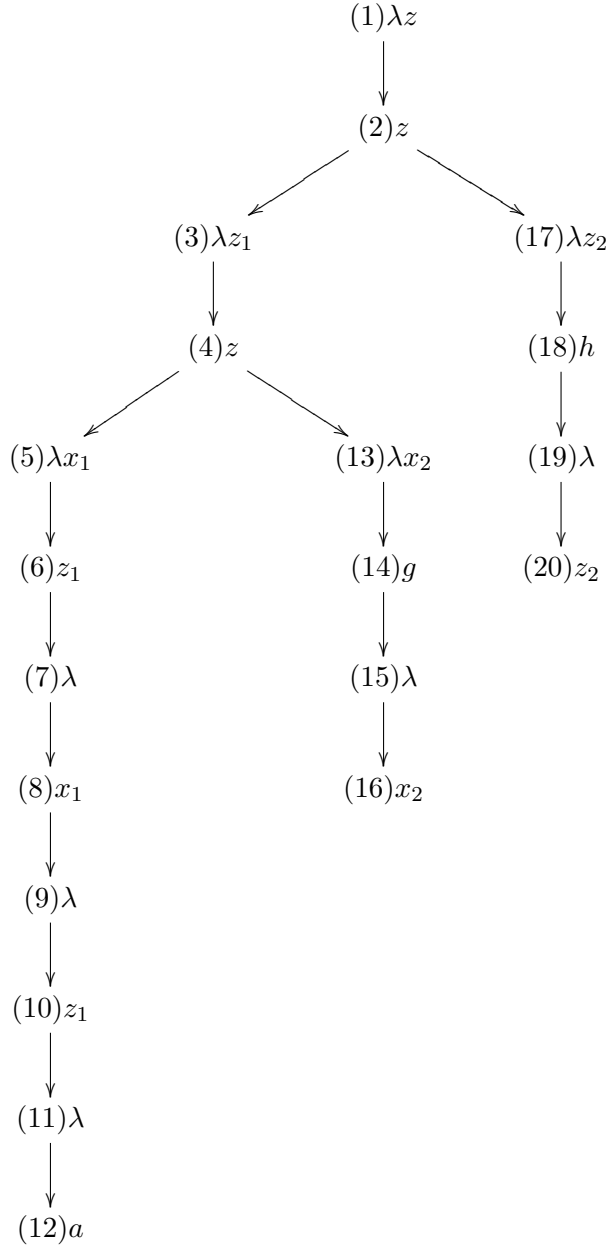 (1)λz
(2)z
(3)λz₁ (17)λz₂
(4)z (18)h
(5)λx₁ (13)λx₂ (19)λ
(6)z₁ (14)g (20)z₂
(7)λ (15)λ
(8)x₁ (16)x₂
(9)λ
(10)z₁
(11)λ
(12)a